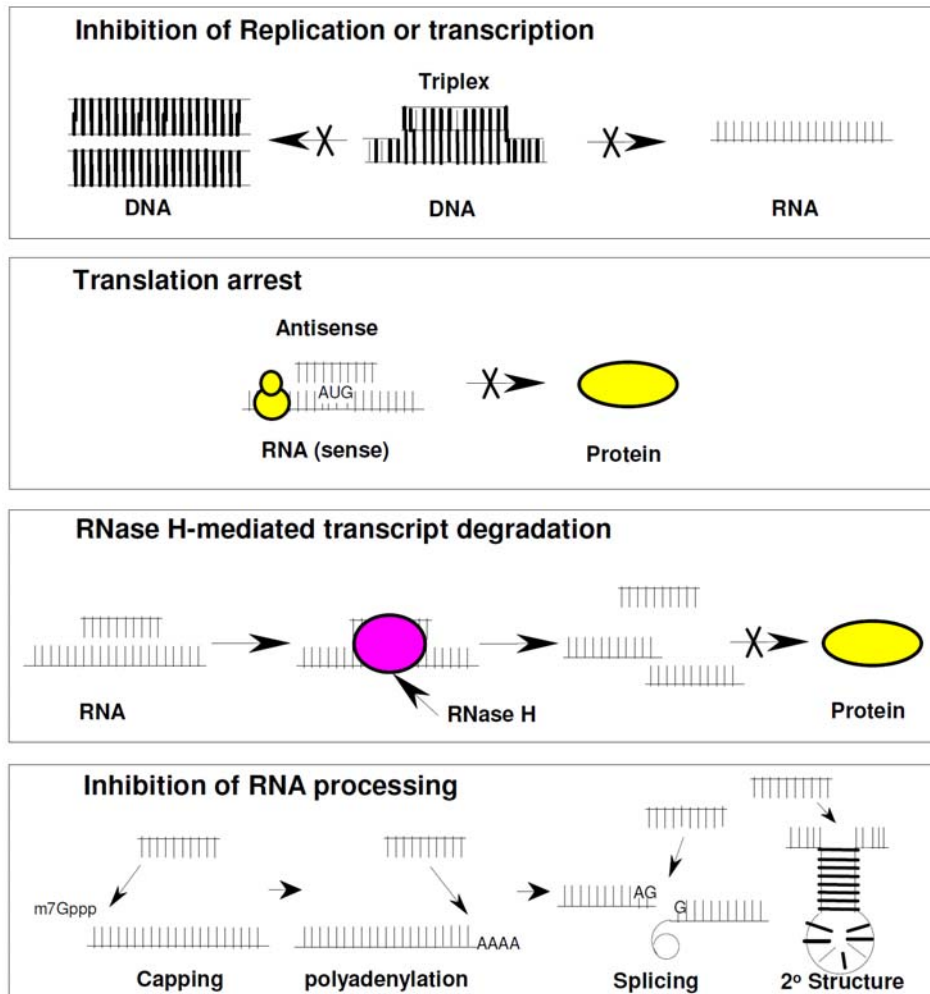 Inhibition of Replication or transcription
Triplex
DNA
DNA
RNA
Translation arrest
Antisense
AUG
RNA (sense)
Protein
RNase H-mediated transcript degradation
RNA
RNase H
Protein
Inhibition of RNA processing
m7Gppp
AAAA
AG
G
Capping
polyadenylation
Splicing
2º Structure